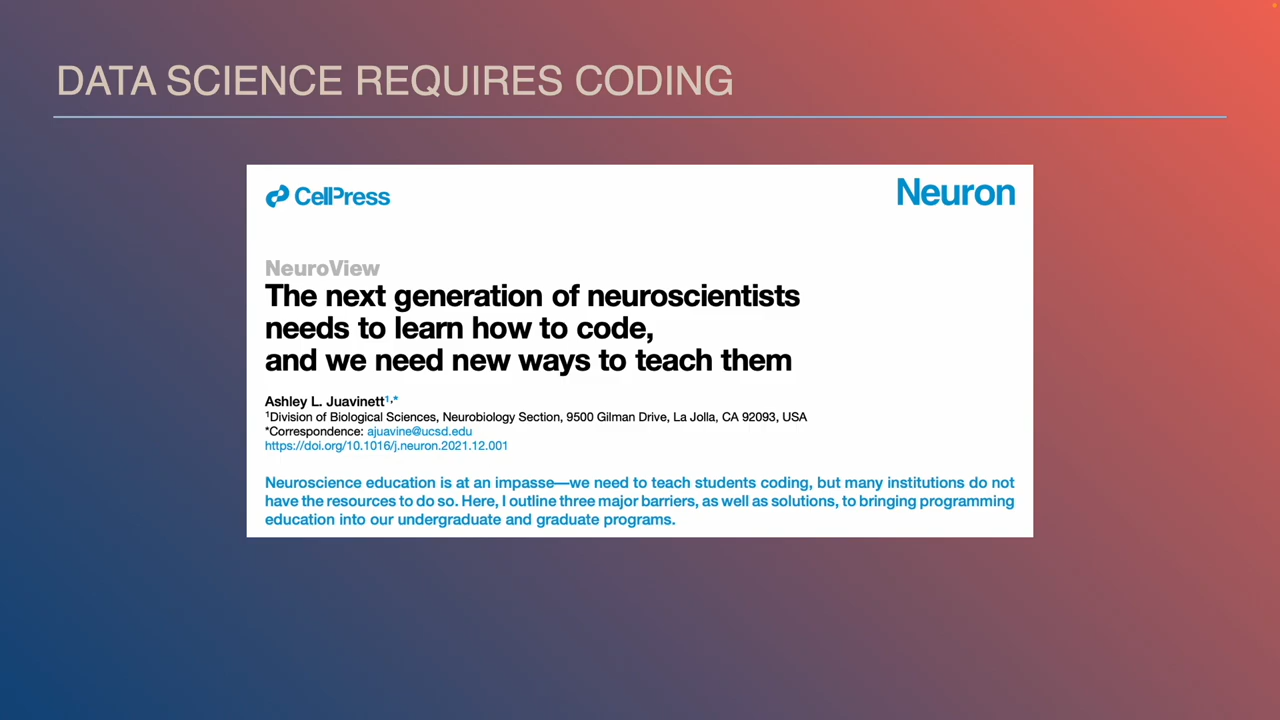 DATA SCIENCE REQUIRES CODING
CellPress
Neuron
NeuroView
The next generation of neuroscientists
needs to learn how to code,
and we need new ways to teach them
Ashley L. Juavinett1,*
1Division of Biological Sciences, Neurobiology Section, 9500 Gilman Drive, La Jolla, CA 92093, USA
*Correspondence: ajuavine@ucsd.edu
https://doi.org/10.1016/j.neuron.2021.12.001
Neuroscience education is at an impasse—we need to teach students coding, but many institutions do not
have the resources to do so. Here, I outline three major barriers, as well as solutions, to bringing programming
education into our undergraduate and graduate programs.